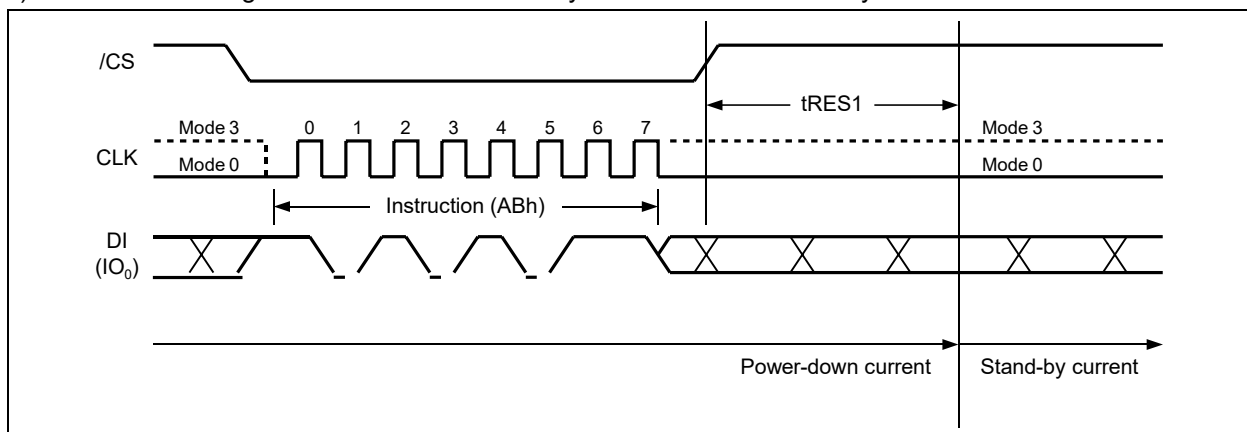 /CS
tRES1
Mode 3 0 1 2 3 4 5 6 7 Mode 3
CLK
Mode 0 Mode 0
Instruction (ABh)
DI
(IO₀)
Power-down current Stand-by current